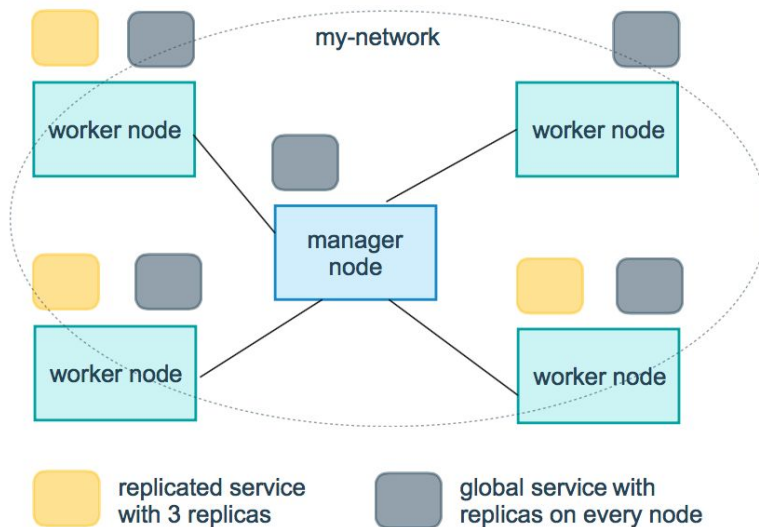 my-network
worker node
worker node
manager
node
worker node
worker node
replicated service
with 3 replicas
global service with
replicas on every node